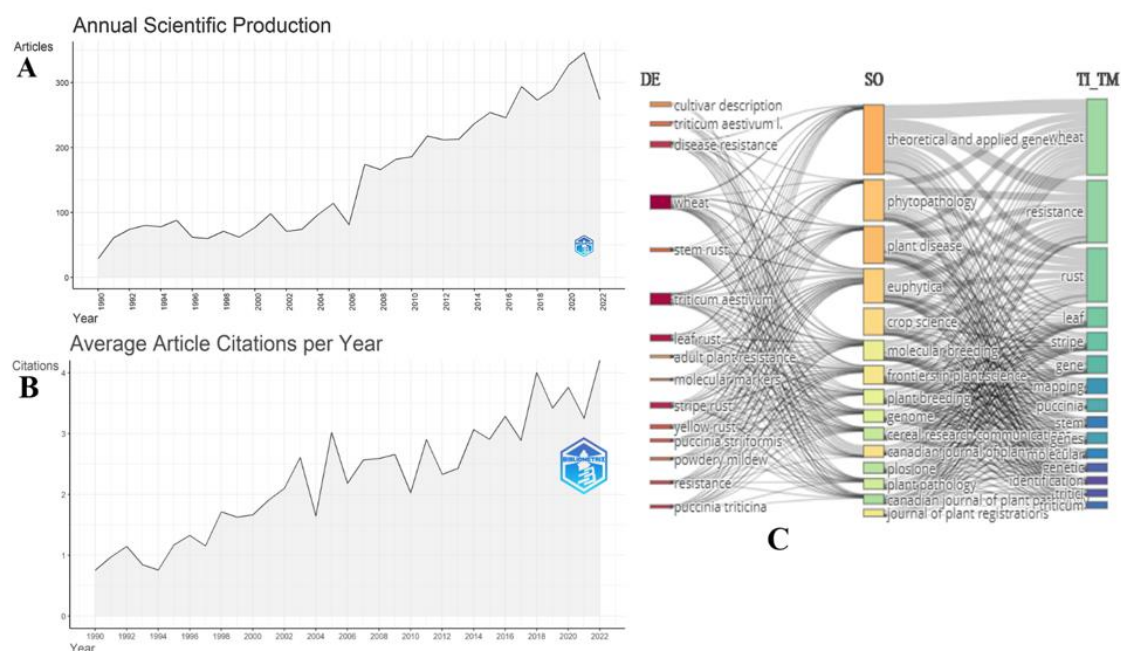 Annual Scientific Production
Articles
A
300
200
100
0
1990
1992
1994
1996
1998
2000
2002
2004
2006
2008
2010
2012
2014
2016
2018
2020
2022
Year
Average Article Citations per Year
Citations
B
4
3
2
1
0
1990
1992
1994
1996
1998
2000
2002
2004
2006
2008
2010
2012
2014
2016
2018
2020
2022
Year
BIBLIOMETRIX
DE
cultivar description
triticum aestivum l.
disease resistance
wheat
stem rust
triticum aestivum
leaf rust
adult plant resistance
molecular markers
stripe rust
yellow rust
puccinia striiformis
powdery mildew
resistance
puccinia triticina
SO
theoretical and applied
phytopathology
plant disease
euphytica
crop science
molecular breeding
frontiers in plant science
plant breeding
genome
cereal research communications
canadian journal of plant
plos one
plant pathology
canadian journal of plant
journal of plant registrations
TI_TM
wheat
resistance
rust
leaf
stripe
gene
mapping
puccinia
stem
genes
molecular
genetic
identification
tritici
triticum
C